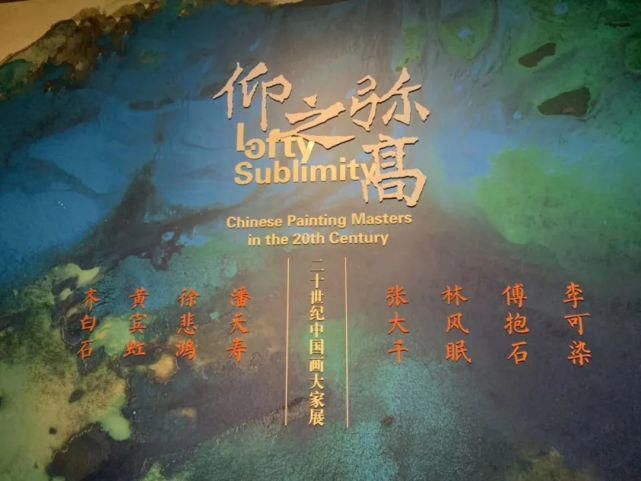 仰之弥高
lofty
Sublimity
Chinese Painting Masters
in the 20th Century
二十世纪中国画大家展
齐白石
黄宾虹
徐悲鸿
潘天寿
张大千
林风眠
傅抱石
李可染